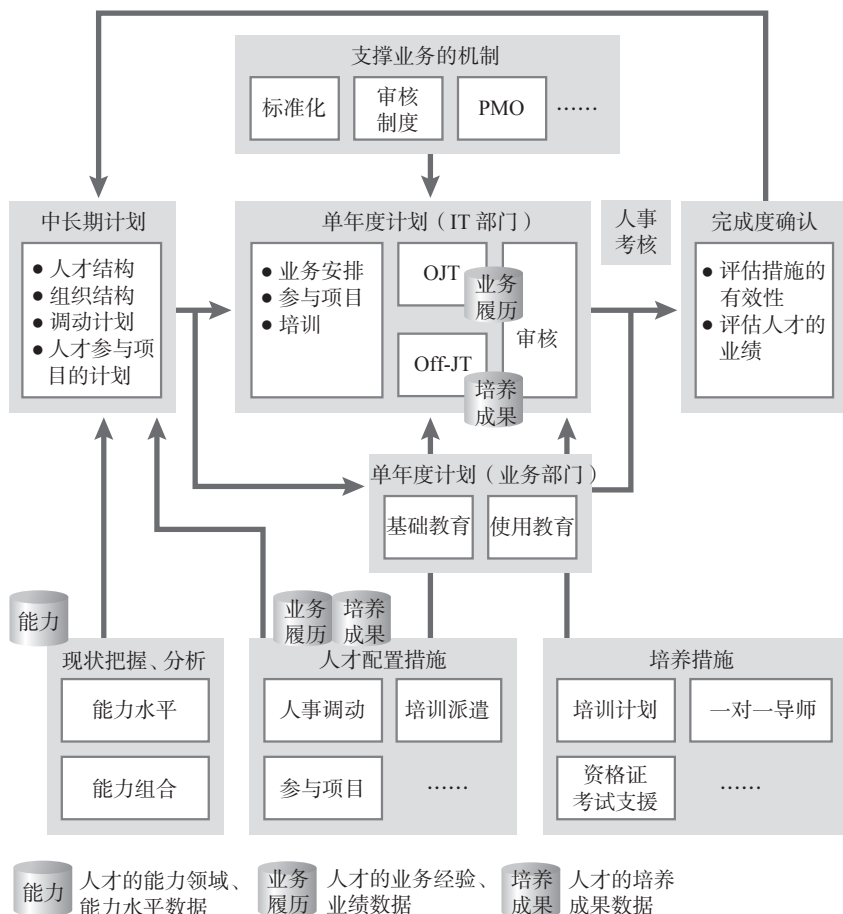 支撑业务的机制
标准化
审核
制度
PMO
……
中长期计划
● 人才结构
● 组织结构
● 调动计划
● 人才参与项
目的计划
单年度计划（IT 部门）
● 业务安排
● 参与项目
● 培训
OJT
Off-JT
业务
履历
培养
成果
审核
人事
考核
完成度确认
● 评估措施的
有效性
● 评估人才的
业绩
单年度计划（业务部门）
基础教育
使用教育
能力
现状把握、分析
能力水平
能力组合
业务
履历
培养
成果
人才配置措施
人事调动
培训派遣
参与项目
……
培养措施
培训计划
一对一导师
资格证
考试支援
……
能力
人才的能力领域、
能力水平数据
业务
履历
人才的业务经验、
业绩数据
培养
成果
人才的培养
成果数据